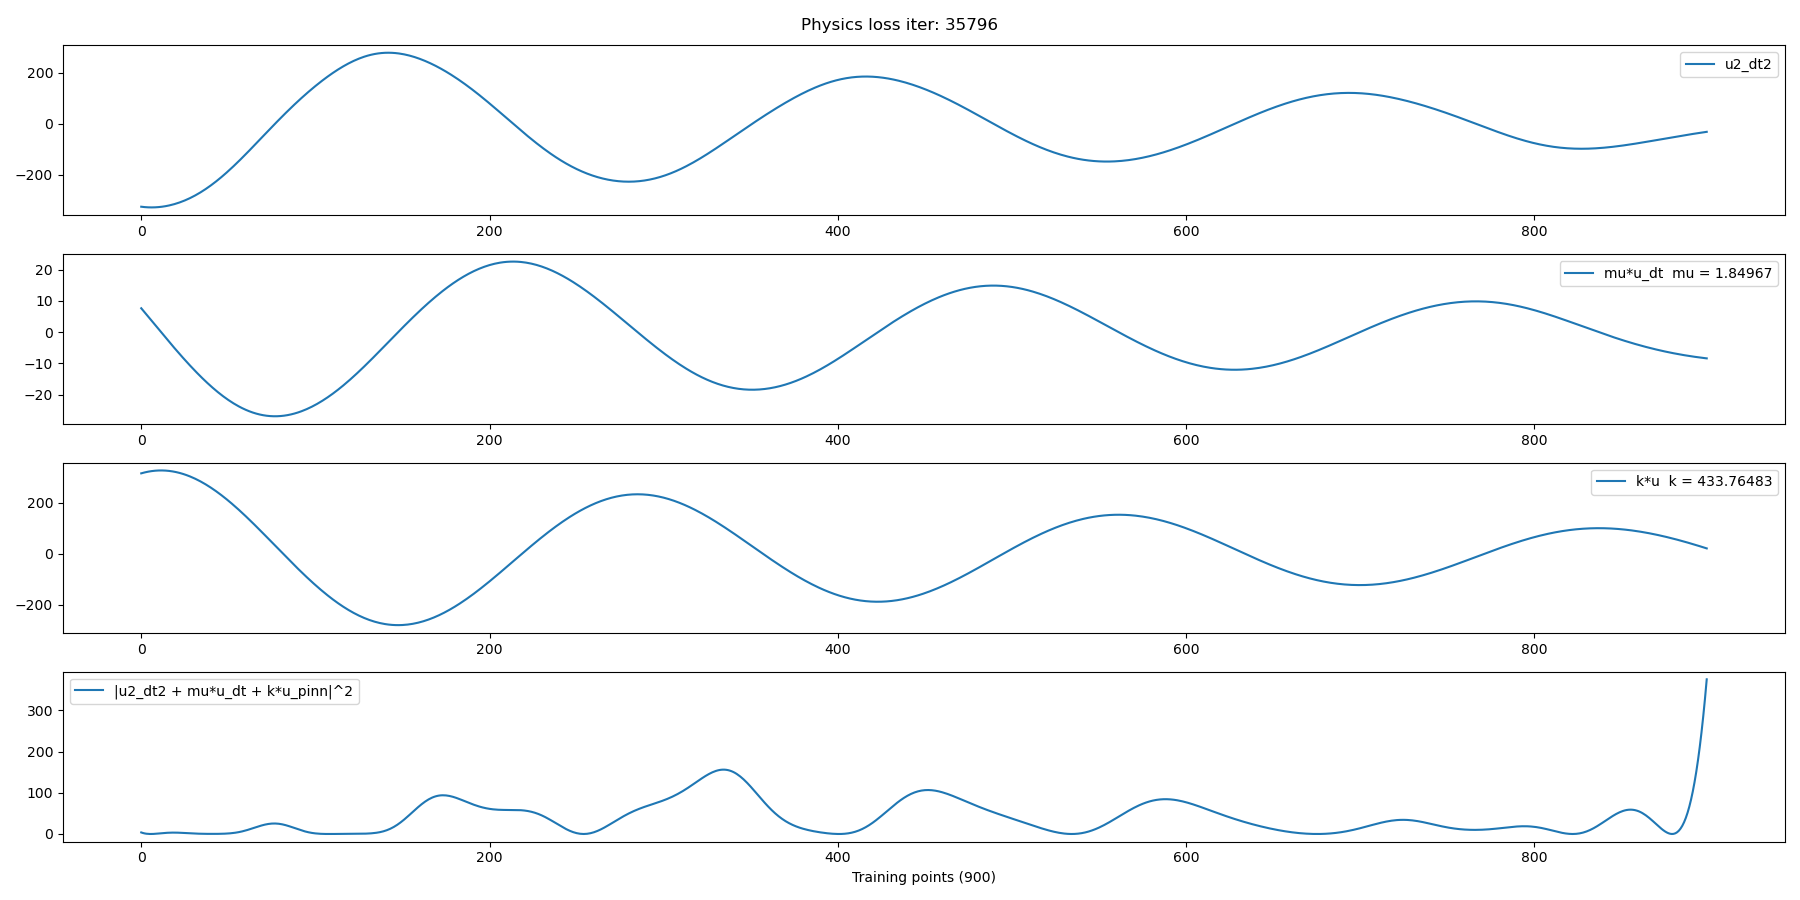 Physics loss iter: 35796
u2_dt2
200
0
−200
0 200 400 600 800
mu*u_dt  mu = 1.84967
20
10
0
−10
−20
0 200 400 600 800
k*u  k = 433.76483
200
0
−200
0 200 400 600 800
|u2_dt2 + mu*u_dt + k*u_pinn|^2
300
200
100
0
0 200 400 600 800
Training points (900)